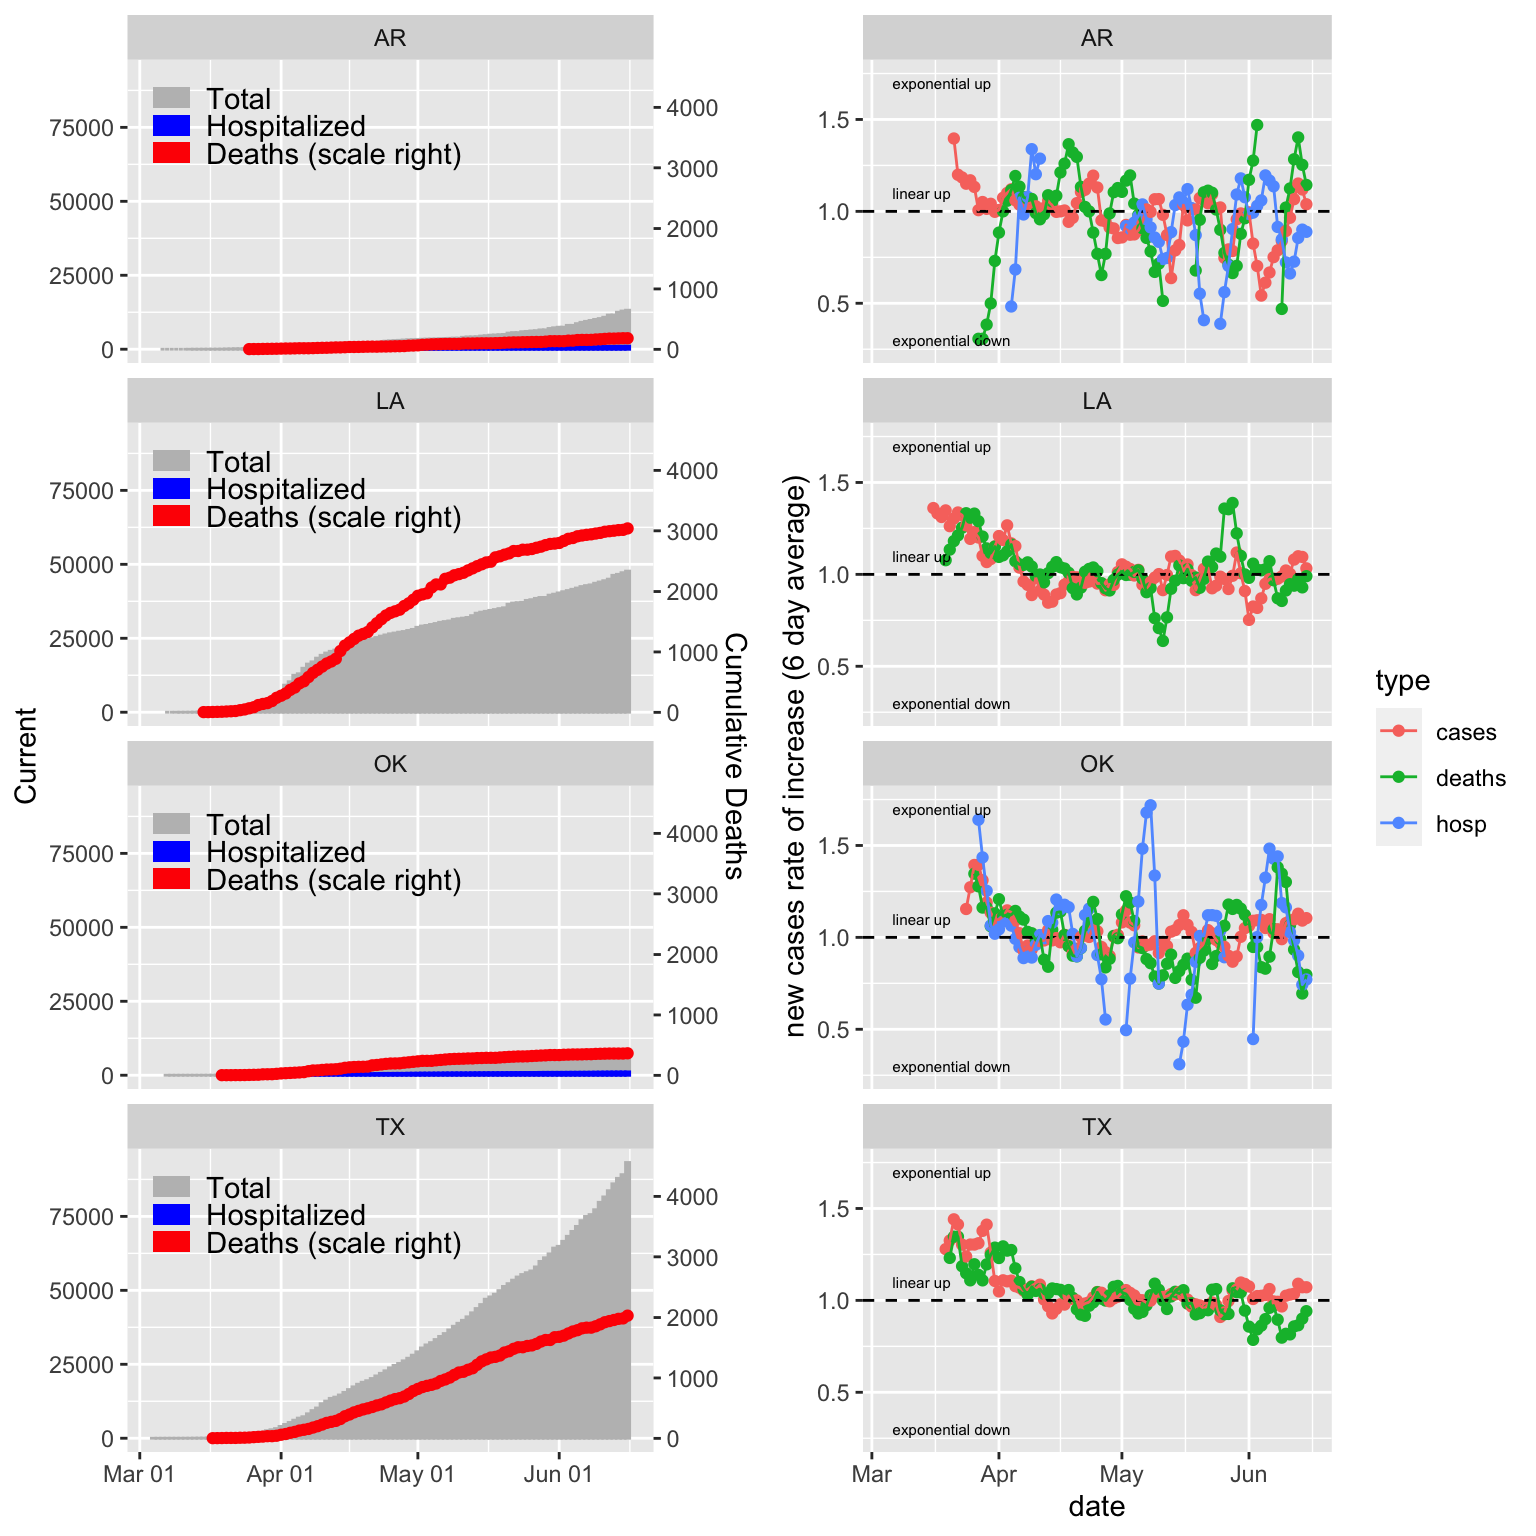 AR
Total
Hospitalized
Deaths (scale right)
75000
50000
25000
0
4000
3000
2000
1000
0
LA
Total
Hospitalized
Deaths (scale right)
75000
50000
25000
0
4000
3000
2000
1000
0
OK
Total
Hospitalized
Deaths (scale right)
75000
50000
25000
0
4000
3000
2000
1000
0
TX
Total
Hospitalized
Deaths (scale right)
75000
50000
25000
0
4000
3000
2000
1000
0
Mar 01
Apr 01
May 01
Jun 01
Current
Cumulative Deaths
AR
exponential up
linear up
exponential down
1.5
1.0
0.5
LA
exponential up
linear up
exponential down
1.5
1.0
0.5
OK
exponential up
linear up
exponential down
1.5
1.0
0.5
TX
exponential up
linear up
exponential down
1.5
1.0
0.5
Mar
Apr
May
Jun
date
new cases rate of increase (6 day average)
type
cases
deaths
hosp